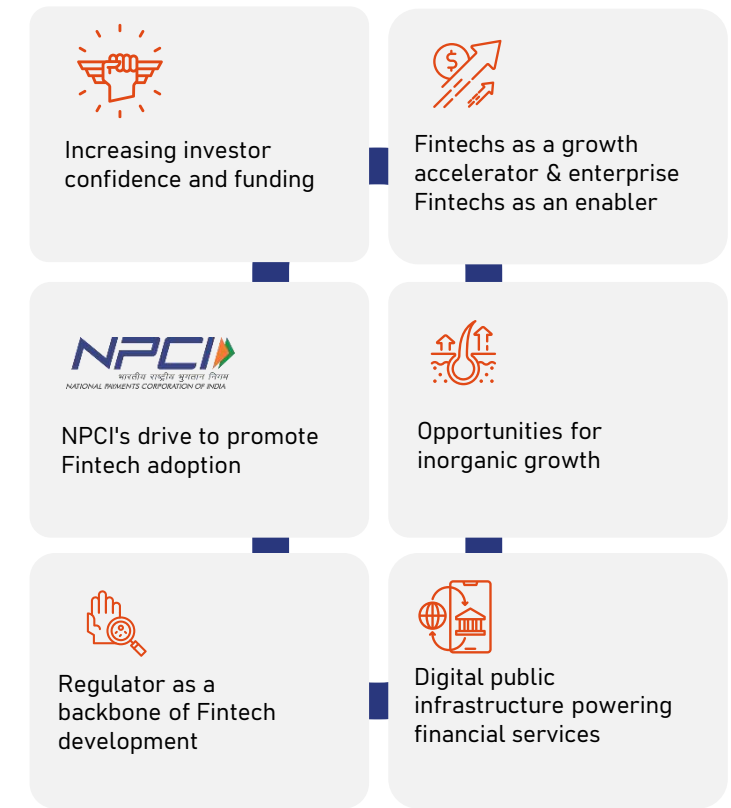 Increasing investor
confidence and funding
Fintechs as a growth
accelerator & enterprise
Fintechs as an enabler
NPCI
भारतीय राष्ट्रीय भुगतान निगम
NATIONAL PAYMENTS CORPORATION OF INDIA
NPCI's drive to promote
Fintech adoption
Opportunities for
inorganic growth
Regulator as a
backbone of Fintech
development
Digital public
infrastructure powering
financial services